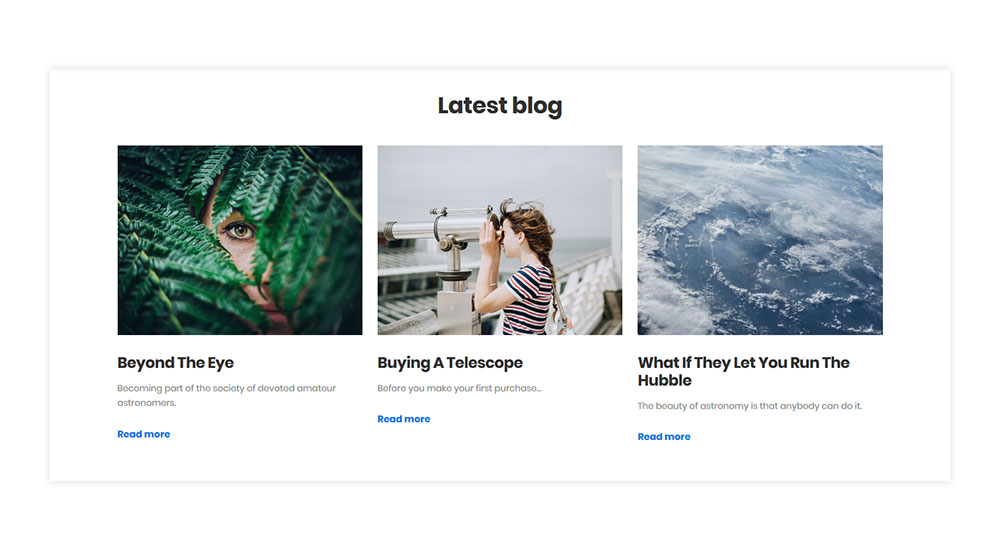 Latest blog
Beyond The Eye
Becoming part of the society of devoted amateur
astronomers.
Read more
Buying A Telescope
Before you make your first purchase...
Read more
What If They Let You Run The
Hubble
The beauty of astronomy is that anybody can do it.
Read more